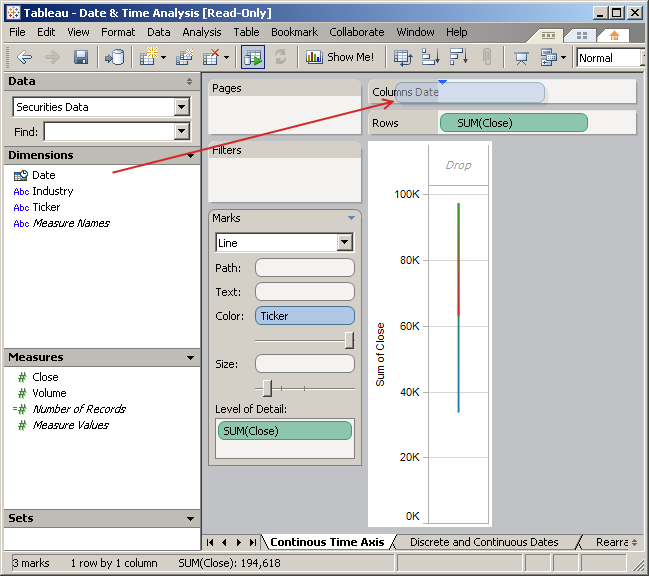 Tableau - Date & Time Analysis [Read-Only]
File Edit View Format Data Analysis Table Bookmark Collaborate Window Help
Show Me! Normal
Data
Securities Data
Find:
Dimensions
Date
Abc Industry
Abc Ticker
Abc Measure Names
Measures
# Close
# Volume
=# Number of Records
# Measure Values
Sets
Pages
Filters
Marks
Line
Path:
Text:
Color: Ticker
Size:
Level of Detail:
SUM(Close)
Columns Date
Rows SUM(Close)
Drop
100K
80K
60K
40K
20K
0K
Sum of Close
Continous Time Axis Discrete and Continuous Dates Rearra
3 marks 1 row by 1 column SUM(Close): 194,618